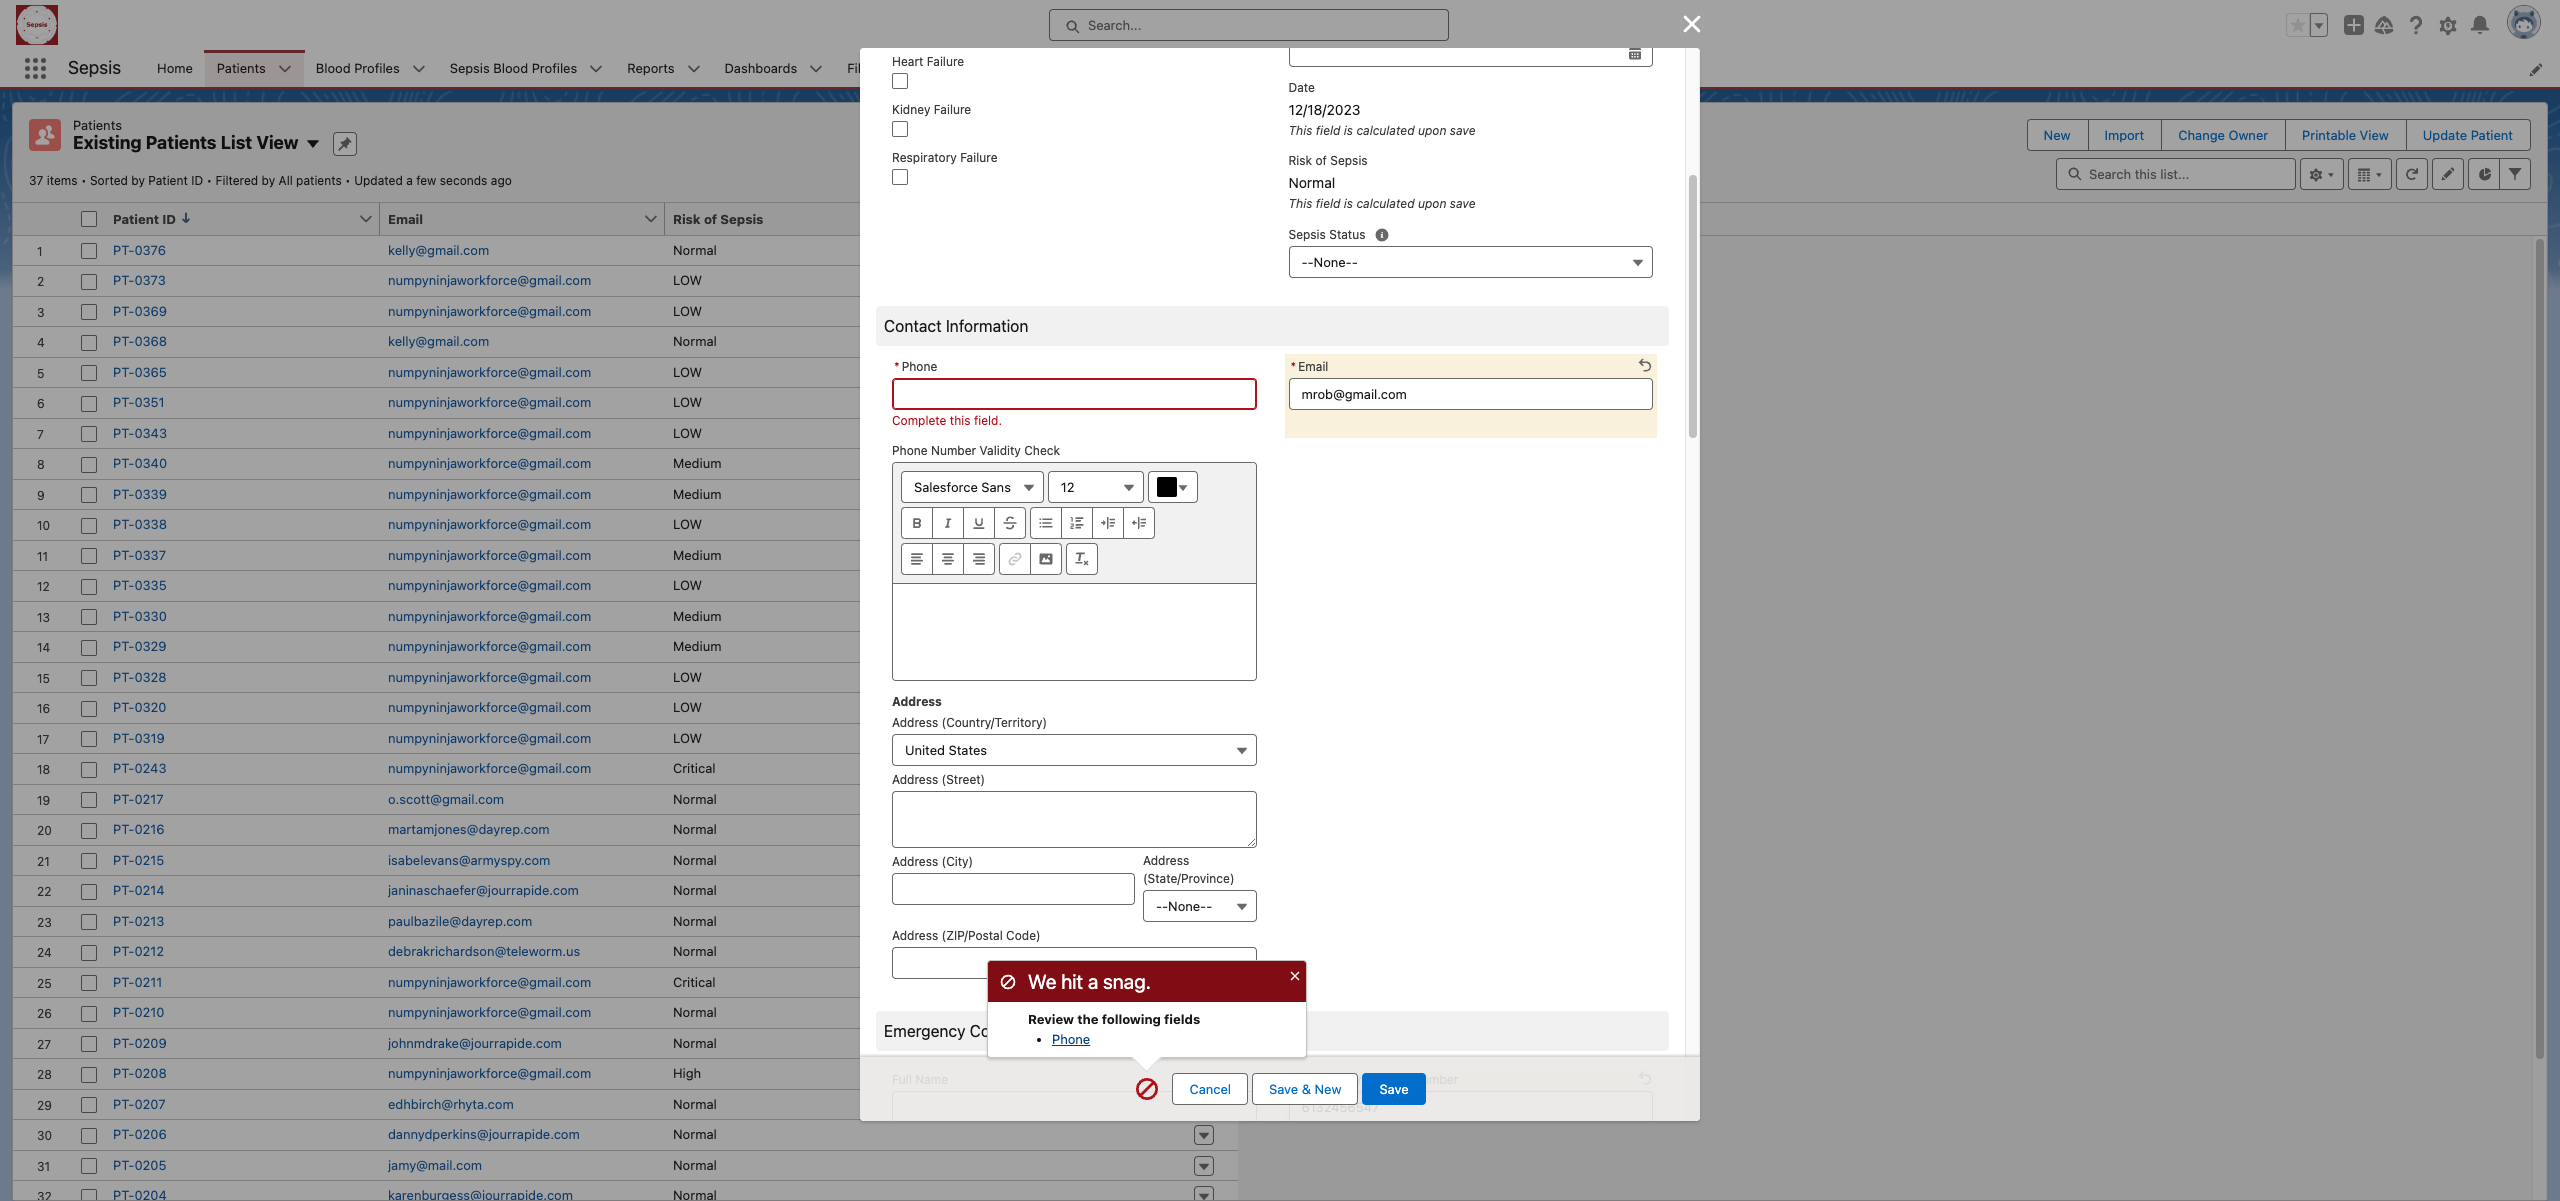 Sepsis
Search...
Sepsis
Home
Patients
Blood Profiles
Sepsis Blood Profiles
Reports
Dashboards
Fil
Patients
Existing Patients List View
37 items • Sorted by Patient ID • Filtered by All patients • Updated a few seconds ago
New
Import
Change Owner
Printable View
Update Patient
Search this list...
Patient ID
Email
Risk of Sepsis
1 PT-0376 kelly@gmail.com Normal
2 PT-0373 numpyninjaworkforce@gmail.com LOW
3 PT-0369 numpyninjaworkforce@gmail.com LOW
4 PT-0368 kelly@gmail.com Normal
5 PT-0365 numpyninjaworkforce@gmail.com LOW
6 PT-0351 numpyninjaworkforce@gmail.com LOW
7 PT-0343 numpyninjaworkforce@gmail.com LOW
8 PT-0340 numpyninjaworkforce@gmail.com Medium
9 PT-0339 numpyninjaworkforce@gmail.com Medium
10 PT-0338 numpyninjaworkforce@gmail.com LOW
11 PT-0337 numpyninjaworkforce@gmail.com Medium
12 PT-0335 numpyninjaworkforce@gmail.com LOW
13 PT-0330 numpyninjaworkforce@gmail.com Medium
14 PT-0329 numpyninjaworkforce@gmail.com Medium
15 PT-0328 numpyninjaworkforce@gmail.com LOW
16 PT-0320 numpyninjaworkforce@gmail.com LOW
17 PT-0319 numpyninjaworkforce@gmail.com LOW
18 PT-0243 numpyninjaworkforce@gmail.com Critical
19 PT-0217 o.scott@gmail.com Normal
20 PT-0216 martamjones@dayrep.com Normal
21 PT-0215 isabelevans@armyspy.com Normal
22 PT-0214 janinaschaefer@jourrapide.com Normal
23 PT-0213 paulbazile@dayrep.com Normal
24 PT-0212 debrakrichardson@teleworm.us Normal
25 PT-0211 numpyninjaworkforce@gmail.com Critical
26 PT-0210 numpyninjaworkforce@gmail.com Normal
27 PT-0209 johnmdrake@jourrapide.com Normal
28 PT-0208 numpyninjaworkforce@gmail.com High
29 PT-0207 edhbirch@rhyta.com Normal
30 PT-0206 dannydperkins@jourrapide.com Normal
31 PT-0205 jamy@mail.com Normal
32 PT-0204 karenburgess@jourrapide.com Normal
Heart Failure
Kidney Failure
Respiratory Failure
Date
12/18/2023
This field is calculated upon save
Risk of Sepsis
Normal
This field is calculated upon save
Sepsis Status
--None--
Contact Information
*Phone
Complete this field.
*Email
mrob@gmail.com
Phone Number Validity Check
Salesforce Sans
12
B I U S
Address
Address (Country/Territory)
United States
Address (Street)
Address (City)
Address
(State/Province)
--None--
Address (ZIP/Postal Code)
We hit a snag.
Review the following fields
• Phone
Emergency Co
Full Name
mber
6132456547
Cancel
Save & New
Save